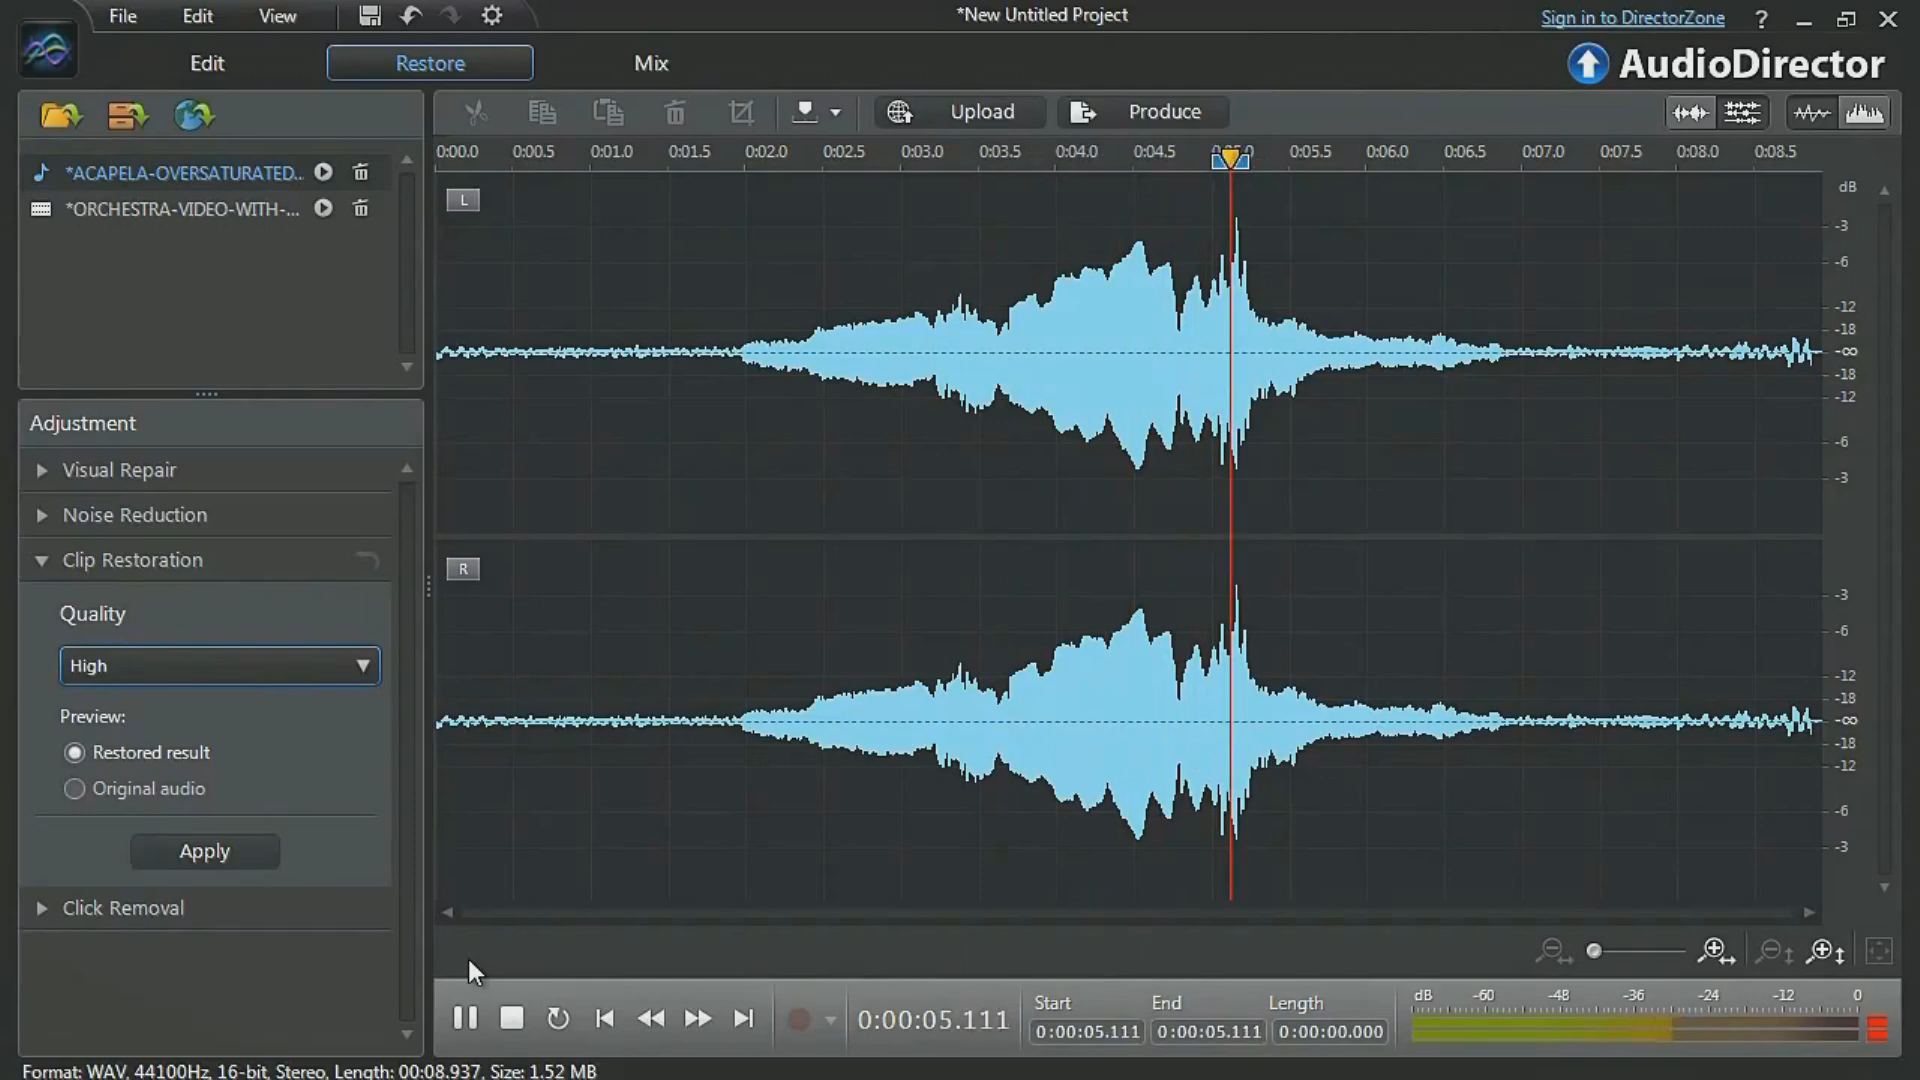 File Edit View
*New Untitled Project
Sign in to DirectorZone ?
Edit Restore Mix
AudioDirector
Upload Produce
0:00.0 0:00.5 0:01.0 0:01.5 0:02.0 0:02.5 0:03.0 0:03.5 0:04.0 0:04.5 0:05.5 0:06.0 0:06.5 0:07.0 0:07.5 0:08.0 0:08.5
*ACAPELA-OVERSATURATED...
*ORCHESTRA-VIDEO-WITH-...
L
dB
-3
-6
-12
-18
-∞
-18
-12
-6
-3
Adjustment
Visual Repair
Noise Reduction
Clip Restoration
Quality
High
Preview:
Restored result
Original audio
Apply
Click Removal
R
-3
-6
-12
-18
-∞
-18
-12
-6
-3
0:00:05.111
Start End Length
0:00:05.111 0:00:05.111 0:00:00.000
dB -60 -48 -36 -24 -12 0
Format: WAV, 44100Hz, 16-bit, Stereo, Length: 00:08.937, Size: 1.52 MB